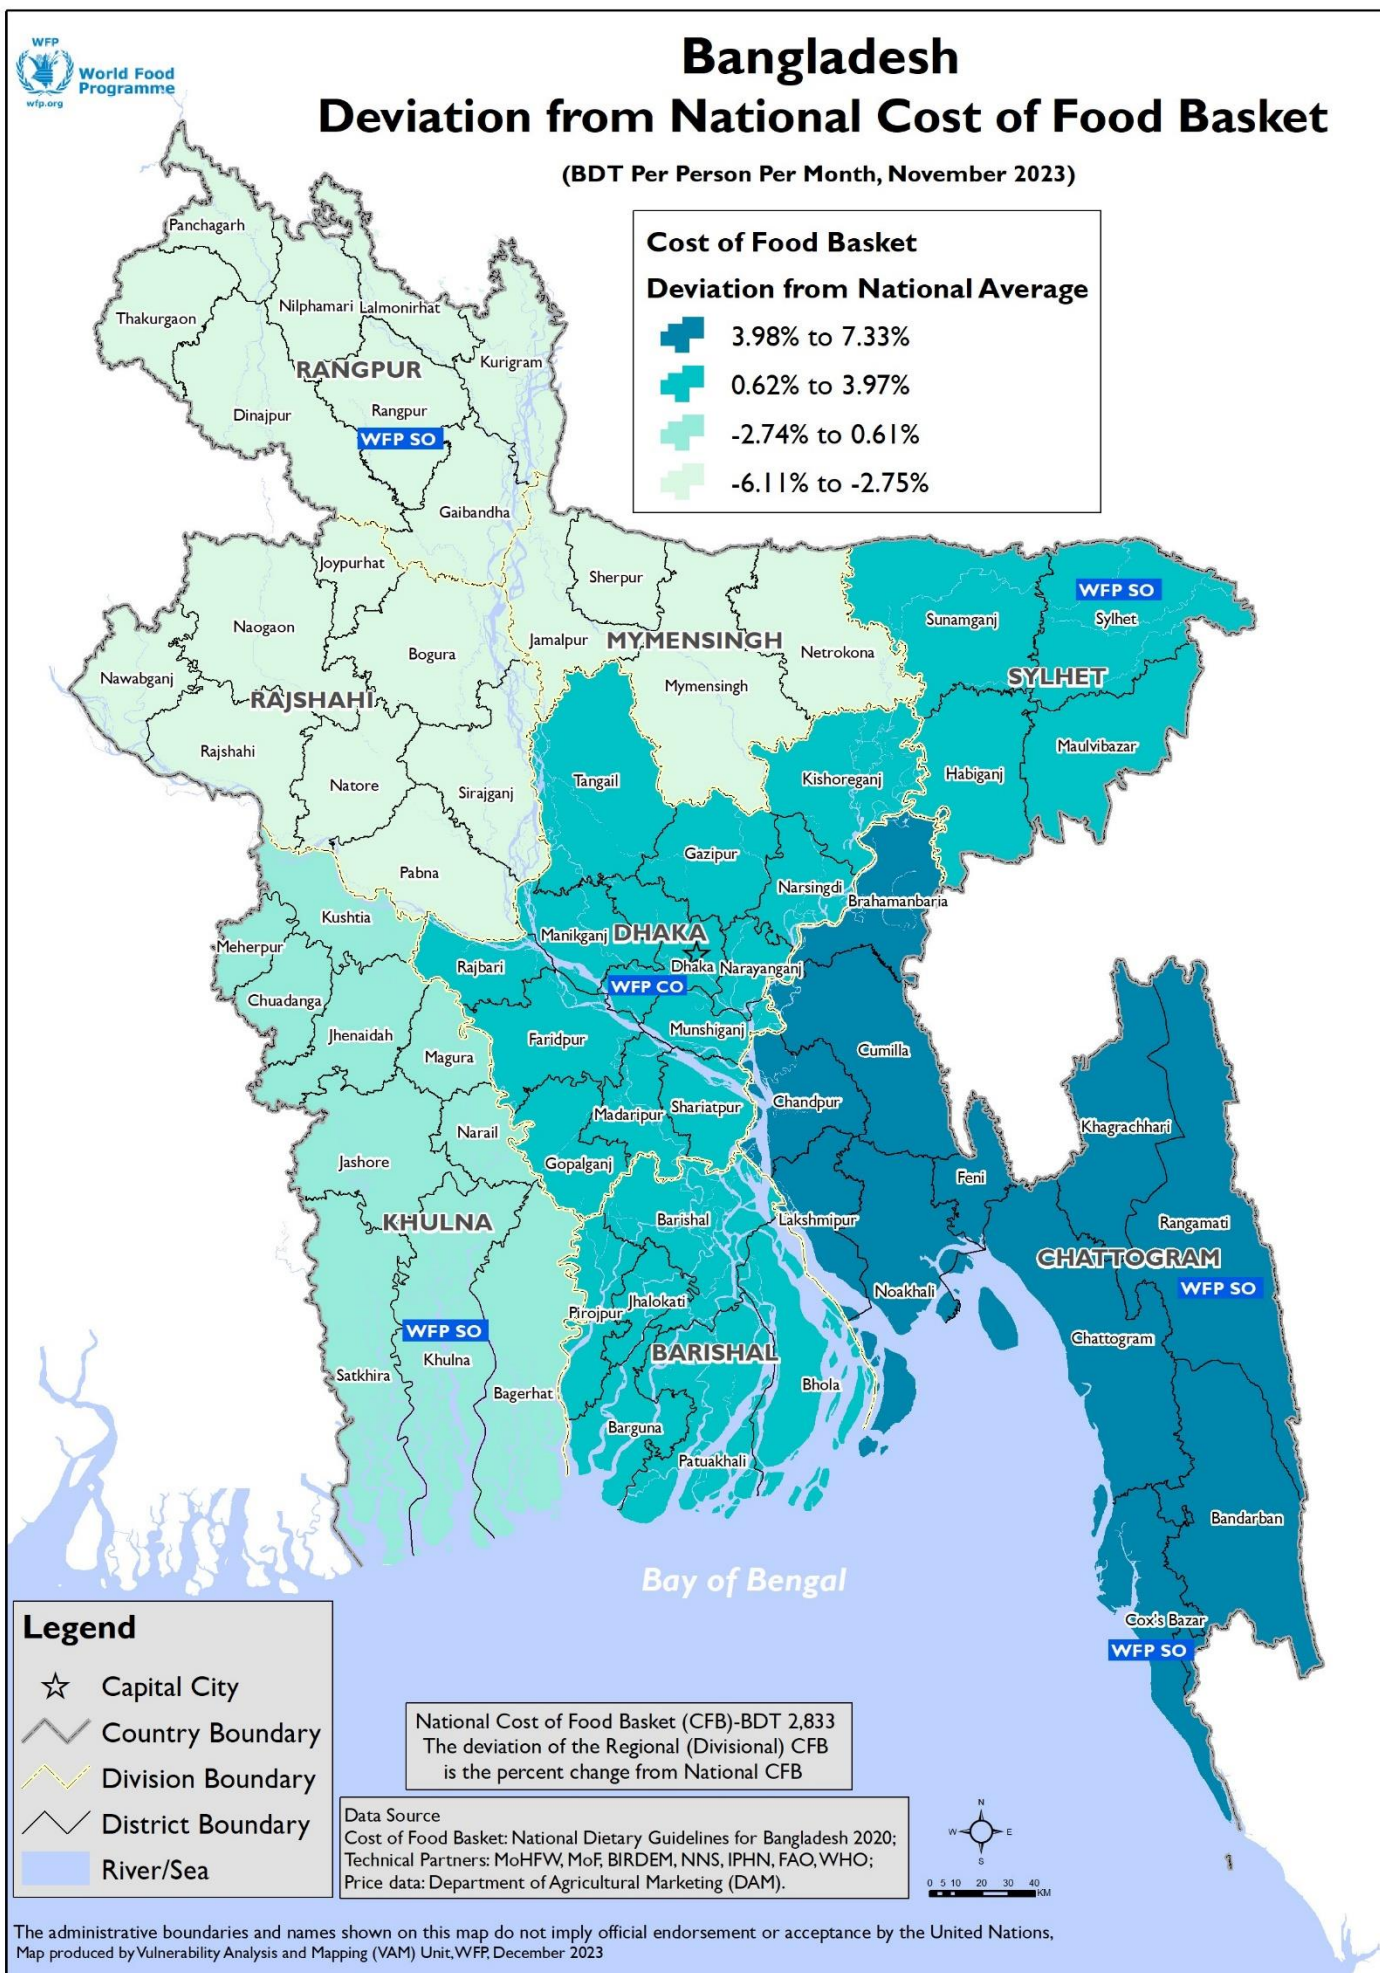 WFP
World Food
Programme
wfp.org
Bangladesh
Deviation from National Cost of Food Basket
(BDT Per Person Per Month, November 2023)
Cost of Food Basket
Deviation from National Average
3.98% to 7.33%
0.62% to 3.97%
-2.74% to 0.61%
-6.11% to -2.75%
Panchagarh
Thakurgaon
Nilphamari
Lalmonirhat
Kurigram
RANGPUR
Dinajpur
Rangpur
WFP SO
Gaibandha
Joypurhat
Sherpur
WFP SO
Sylhet
Sunamganj
Naogaon
Bogura
Jamalpur
MYMENSINGH
Netrokona
Nawabganj
Mymensingh
SYLHET
RAJSHAHI
Rajshahi
Maulvibazar
Natore
Sirajganj
Tangail
Kishoreganj
Habiganj
Gazipur
Pabna
Narsingdi
Brahamanbaria
Kushtia
Manikganj
DHAKA
Meherpur
Rajbari
Dhaka
Narayanganj
WFP CO
Chuadanga
Jhenaidah
Magura
Faridpur
Munshiganj
Cumilla
Chandpur
Madaripur
Shariatpur
Narail
Khagrachhari
Jashore
Gopalganj
Feni
KHULNA
Barishal
Lakshmipur
Rangamati
CHATTOGRAM
Noakhali
WFP SO
Pirojpur
Jhalokati
WFP SO
Khulna
BARISHAL
Chattogram
Satkhira
Bagerhat
Bhola
Barguna
Patuakhali
Bandarban
Bay of Bengal
Cox's Bazar
WFP SO
Legend
Capital City
Country Boundary
Division Boundary
District Boundary
River/Sea
National Cost of Food Basket (CFB)-BDT 2,833
The deviation of the Regional (Divisional) CFB
is the percent change from National CFB
Data Source
Cost of Food Basket: National Dietary Guidelines for Bangladesh 2020;
Technical Partners: MoHFW, MoF, BIRDEM, NNS, IPHN, FAO, WHO;
Price data: Department of Agricultural Marketing (DAM).
N
W E
S
0 5 10 20 30 40
KM
The administrative boundaries and names shown on this map do not imply official endorsement or acceptance by the United Nations,
Map produced by Vulnerability Analysis and Mapping (VAM) Unit, WFP, December 2023